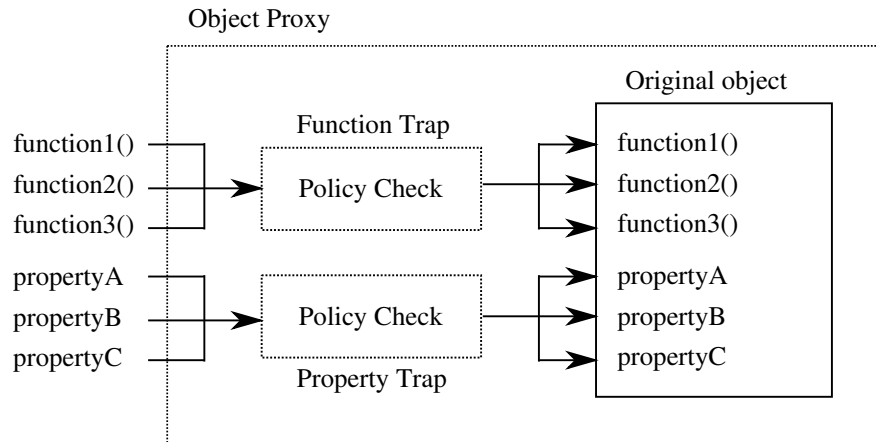 Object Proxy
Original object
Function Trap
function1()
function2()
function3()
Policy Check
function1()
function2()
function3()
propertyA
propertyB
propertyC
Policy Check
propertyA
propertyB
propertyC
Property Trap